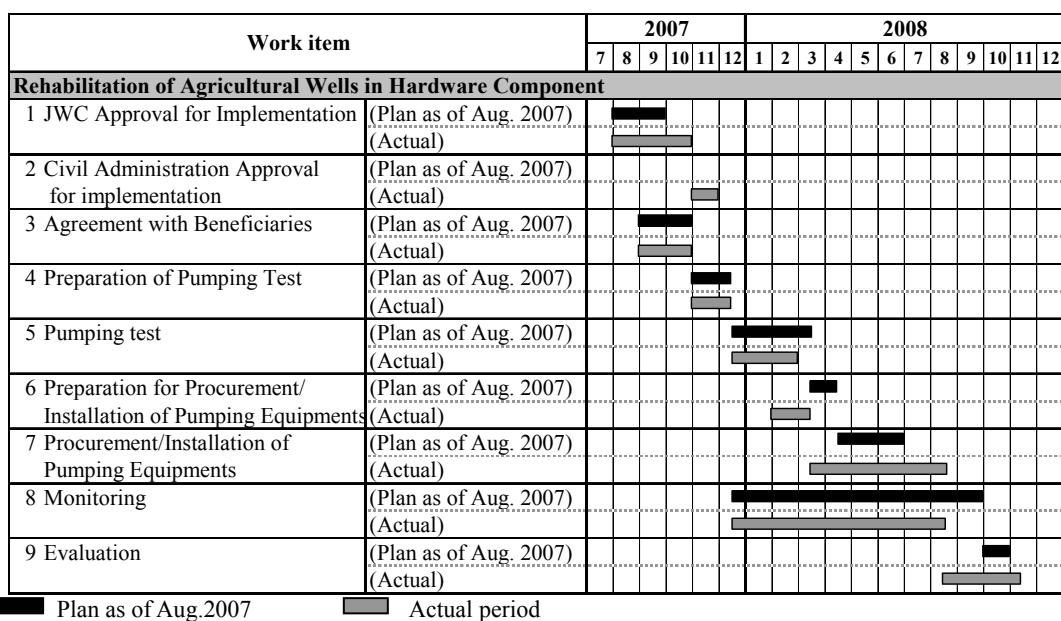 Work item 2007 2008
7 8 9 10 11 12 1 2 3 4 5 6 7 8 9 10 11 12
Rehabilitation of Agricultural Wells in Hardware Component
1 JWC Approval for Implementation (Plan as of Aug. 2007)
(Actual)
2 Civil Administration Approval (Plan as of Aug. 2007)
for implementation (Actual)
3 Agreement with Beneficiaries (Plan as of Aug. 2007)
(Actual)
4 Preparation of Pumping Test (Plan as of Aug. 2007)
(Actual)
5 Pumping test (Plan as of Aug. 2007)
(Actual)
6 Preparation for Procurement/ (Plan as of Aug. 2007)
Installation of Pumping Equipments (Actual)
7 Procurement/Installation of (Plan as of Aug. 2007)
Pumping Equipments (Actual)
8 Monitoring (Plan as of Aug. 2007)
(Actual)
9 Evaluation (Plan as of Aug. 2007)
(Actual)
Plan as of Aug.2007 Actual period